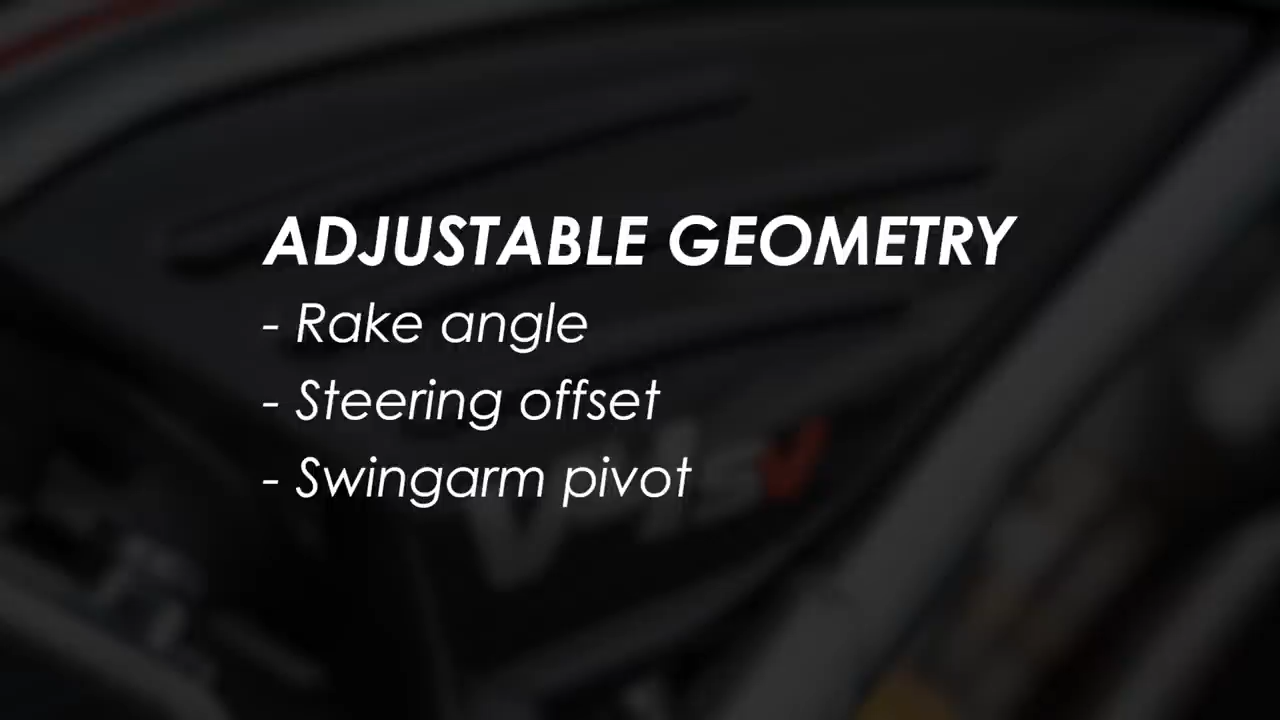 ADJUSTABLE GEOMETRY
- Rake angle
- Steering offset
- Swingarm pivot